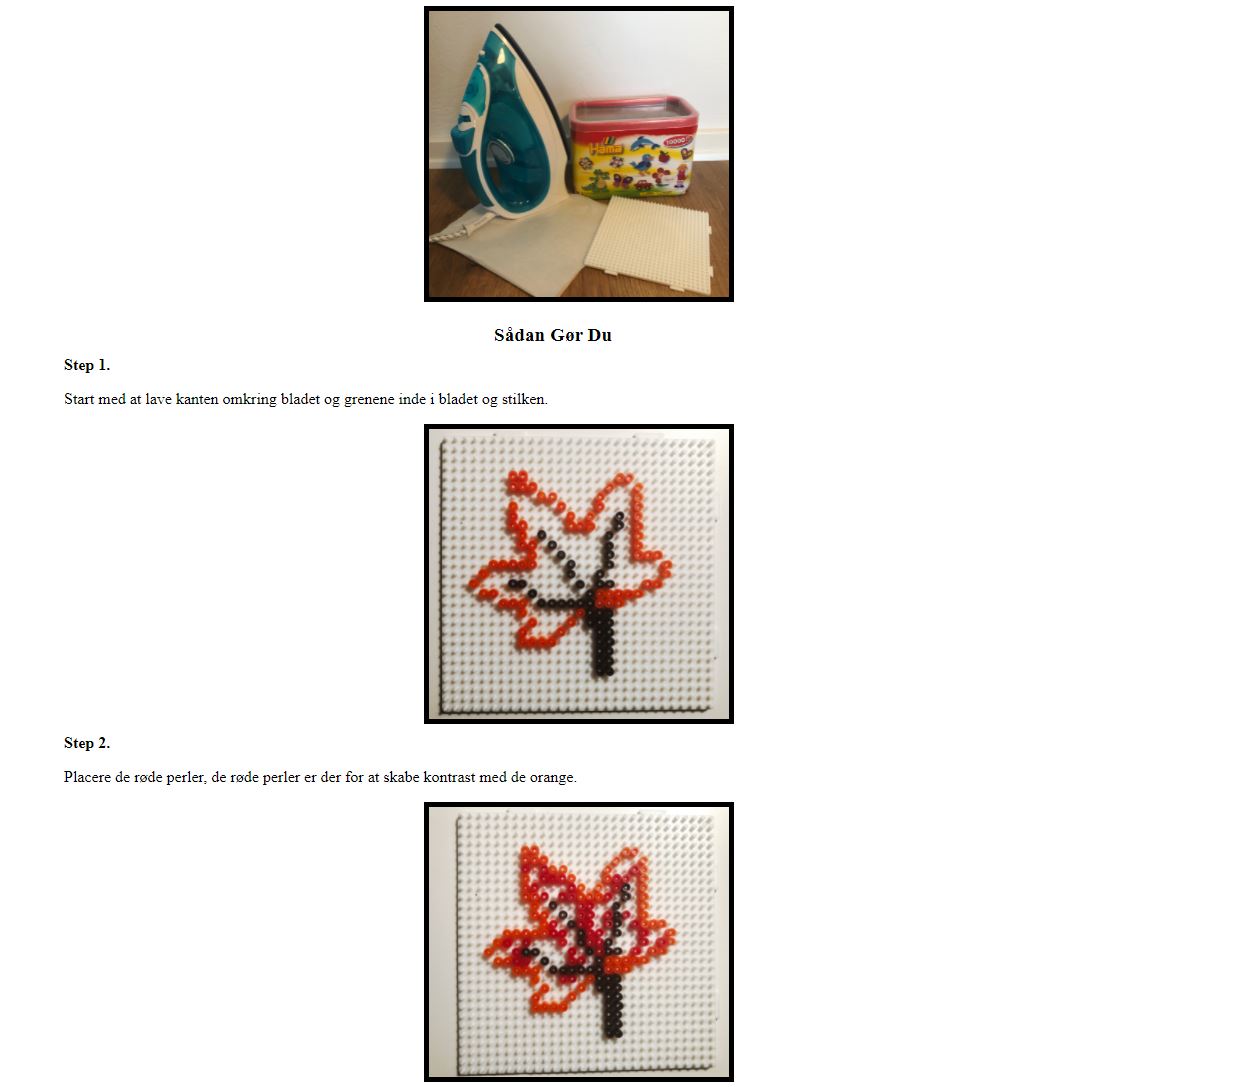 Hama
10000
Sådan Gør Du
Step 1.
Start med at lave kanten omkring bladet og grenene inde i bladet og stilken.
Step 2.
Placere de røde perler, de røde perler er der for at skabe kontrast med de orange.